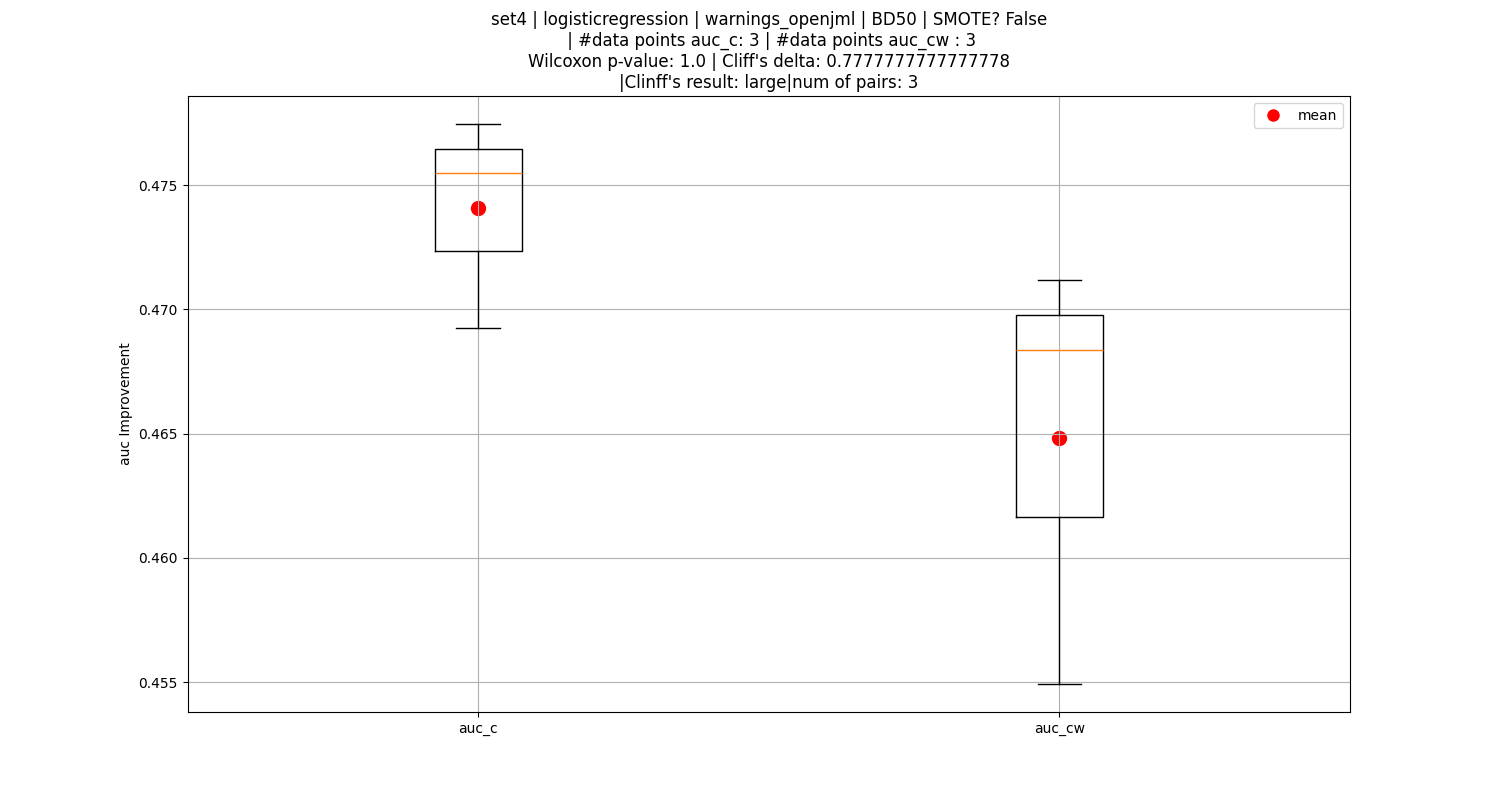 set4 | logisticregression | warnings_openjml | BD50 | SMOTE? False
| #data points auc_c: 3 | #data points auc_cw : 3
Wilcoxon p-value: 1.0 | Cliff's delta: 0.7777777777777778
|Clinff's result: large|num of pairs: 3
mean
0.475
0.470
0.465
0.460
0.455
auc Improvement
auc_c
auc_cw